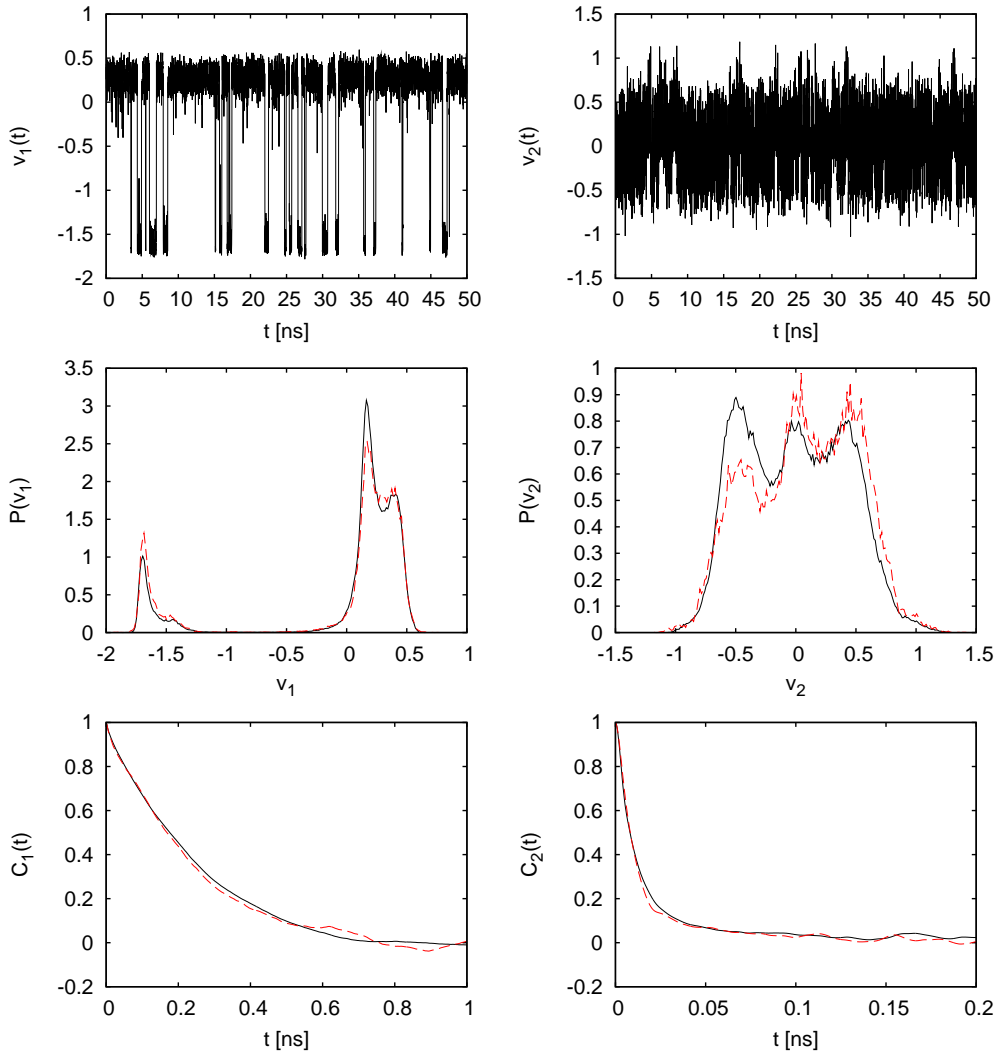 1
0.5
0
-0.5
-1
-1.5
-2
v1(t)
0 5 10 15 20 25 30 35 40 45 50
t [ns]
1.5
1
0.5
0
-0.5
-1
-1.5
v2(t)
0 5 10 15 20 25 30 35 40 45 50
t [ns]
3.5
3
2.5
2
1.5
1
0.5
0
P(v1)
-2 -1.5 -1 -0.5 0 0.5 1
v1
1
0.9
0.8
0.7
0.6
0.5
0.4
0.3
0.2
0.1
0
P(v2)
-1.5 -1 -0.5 0 0.5 1 1.5
v2
1
0.8
0.6
0.4
0.2
0
-0.2
C1(t)
0 0.2 0.4 0.6 0.8 1
t [ns]
1
0.8
0.6
0.4
0.2
0
-0.2
C2(t)
0 0.05 0.1 0.15 0.2
t [ns]